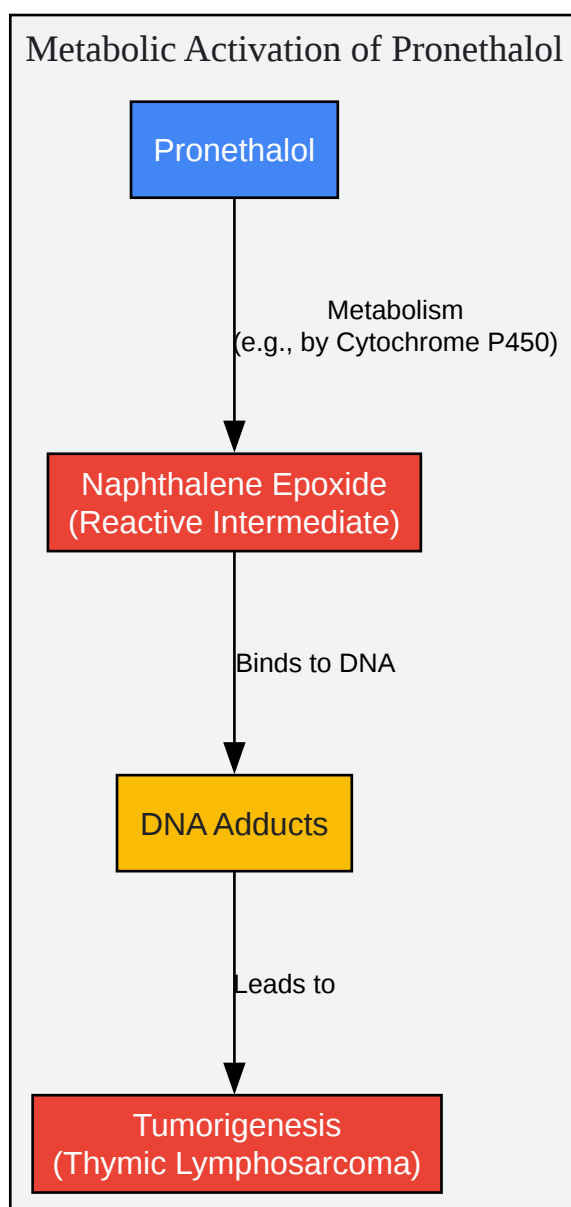 Metabolic Activation of Pronethalol
Pronethalol
Metabolism
(e.g., by Cytochrome P450)
Naphthalene Epoxide
(Reactive Intermediate)
Binds to DNA
DNA Adducts
Leads to
Tumorigenesis
(Thymic Lymphosarcoma)